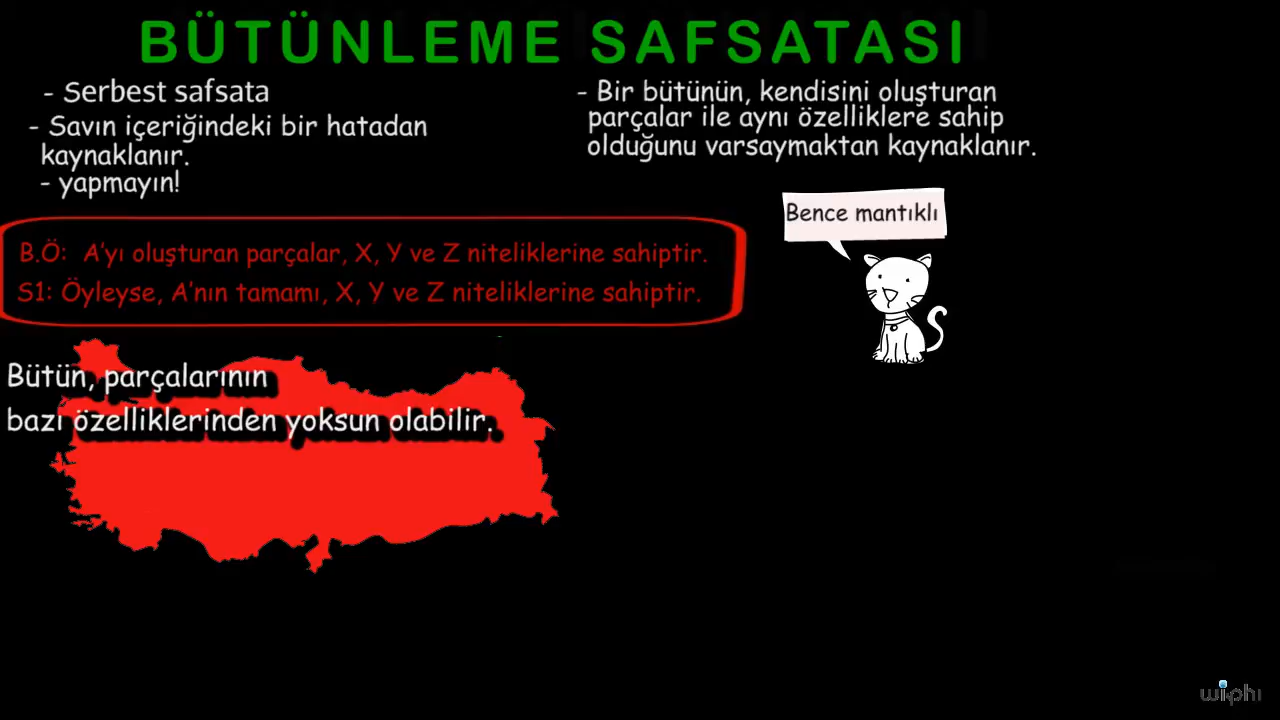 BÜTÜNLEME SAFSATASI
- Serbest safsata
- Savın içeriğindeki bir hatadan
kaynaklanır.
- yapmayın!
- Bir bütünün, kendisini oluşturan
parçalar ile aynı özelliklere sahip
olduğunu varsaymaktan kaynaklanır.
Bence mantıklı
B.Ö: A'yı oluşturan parçalar, X, Y ve Z niteliklerine sahiptir.
S1: Öyleyse, A'nın tamamı, X, Y ve Z niteliklerine sahiptir.
Bütün, parçalarının
bazı özelliklerinden yoksun olabilir.
wiphi